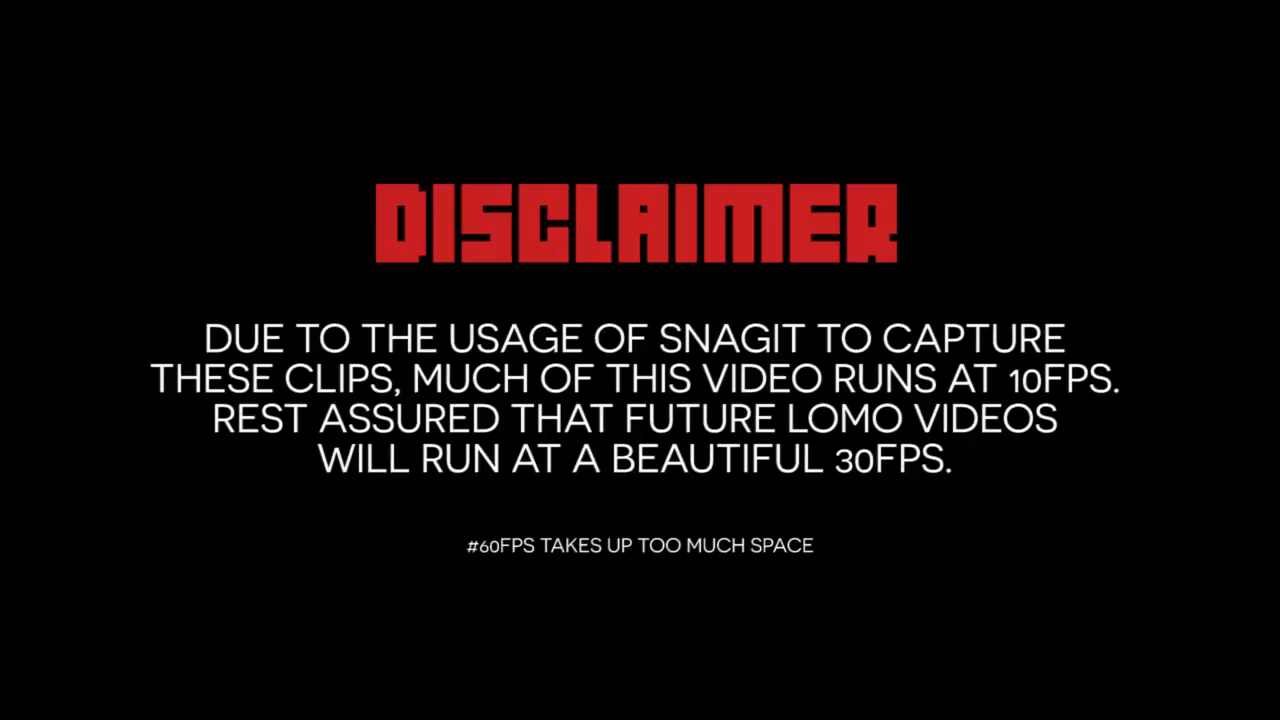 DISCLAIMER
DUE TO THE USAGE OF SNAGIT TO CAPTURE
THESE CLIPS, MUCH OF THIS VIDEO RUNS AT 10FPS.
REST ASSURED THAT FUTURE LOMO VIDEOS
WILL RUN AT A BEAUTIFUL 30FPS.
#60FPS TAKES UP TOO MUCH SPACE